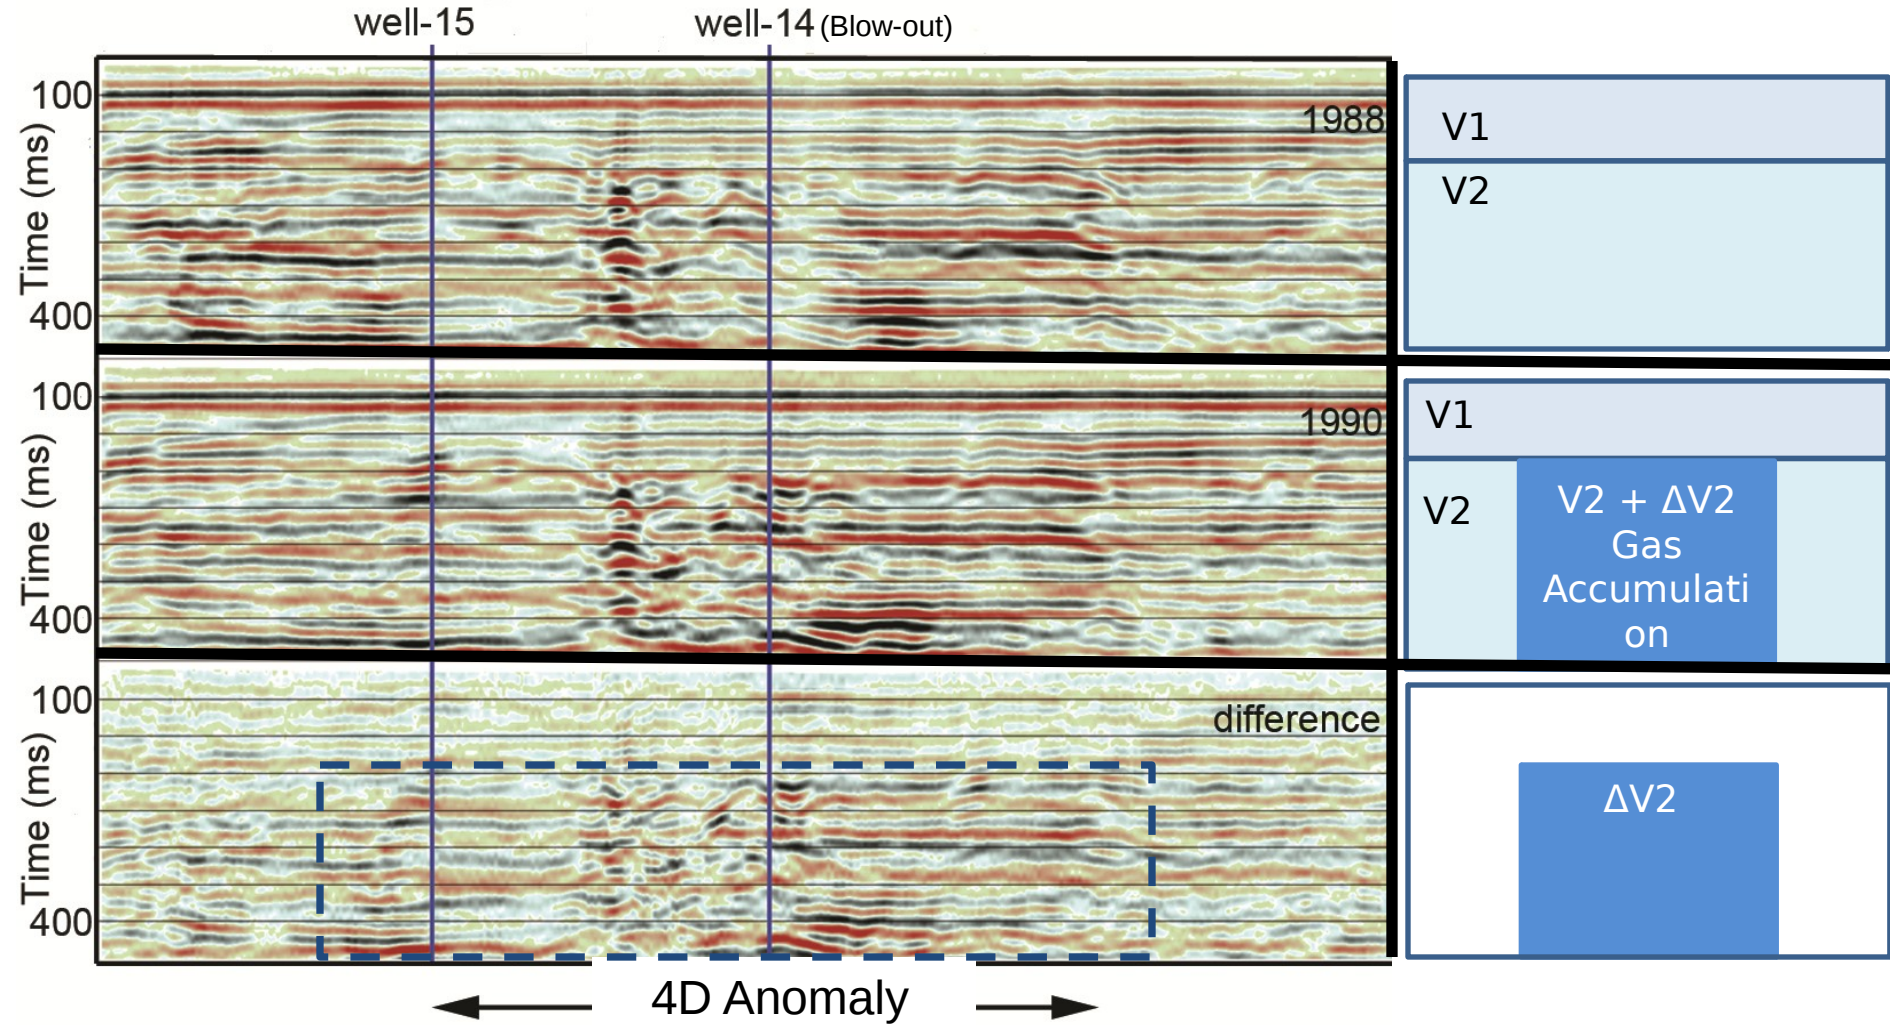 well-15
well-14 (Blow-out)
100
1988
Time (ms)
400
V1
V2
100
1990
Time (ms)
400
V1
V2
V2 + ΔV2
Gas
Accumulati
on
100
difference
Time (ms)
400
ΔV2
4D Anomaly